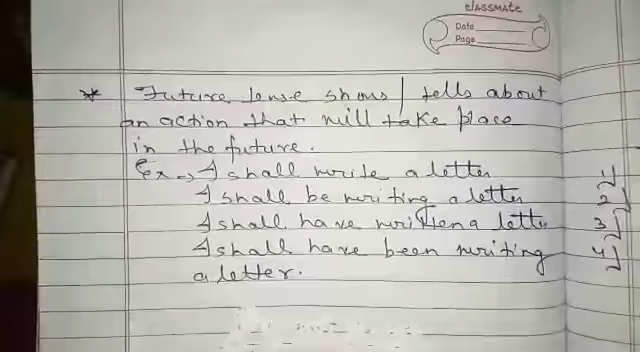 classmate
Date
Page
* Future tense shows / tells about
an action that will take place
in the future.
Ex → I shall write a letter 1
I shall be writing a letter 2
I shall have written a letter 3
I shall have been writing 4
a letter.